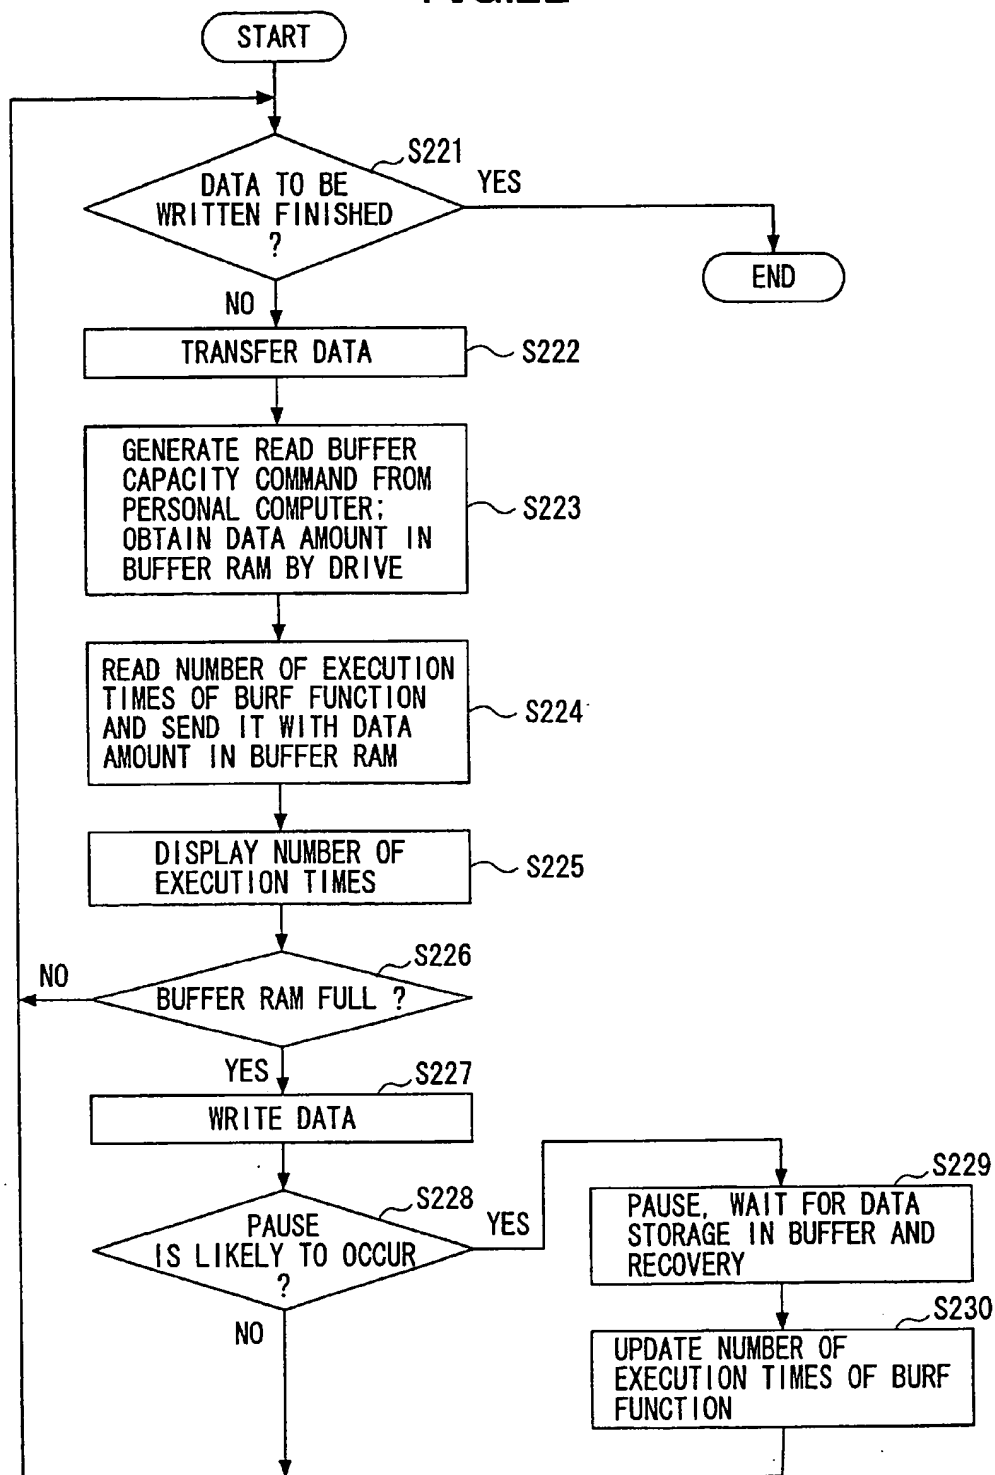 START
S221
DATA TO BE
WRITTEN FINISHED
?
YES
END
NO
TRANSFER DATA
S222
GENERATE READ BUFFER
CAPACITY COMMAND FROM
PERSONAL COMPUTER;
OBTAIN DATA AMOUNT IN
BUFFER RAM BY DRIVE
S223
READ NUMBER OF EXECUTION
TIMES OF BURF FUNCTION
AND SEND IT WITH DATA
AMOUNT IN BUFFER RAM
S224
DISPLAY NUMBER OF
EXECUTION TIMES
S225
S226
NO
BUFFER RAM FULL ?
YES
S227
WRITE DATA
S228
PAUSE
IS LIKELY TO OCCUR
?
YES
NO
S229
PAUSE, WAIT FOR DATA
STORAGE IN BUFFER AND
RECOVERY
S230
UPDATE NUMBER OF
EXECUTION TIMES OF BURF
FUNCTION